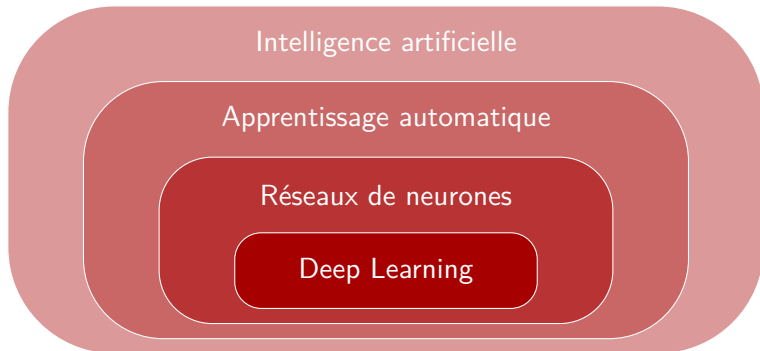 Intelligence artificielle
Apprentissage automatique
Réseaux de neurones
Deep Learning